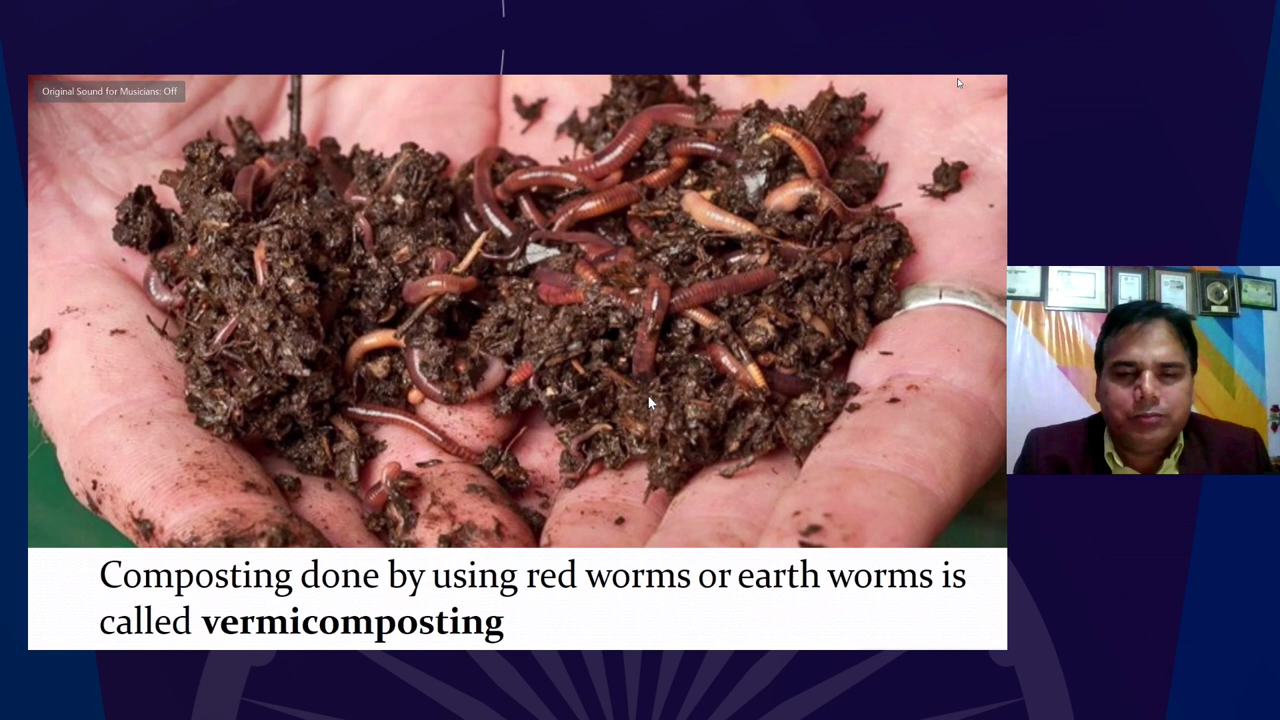 Original Sound for Musicians: Off
Composting done by using red worms or earth worms is
called vermicomposting